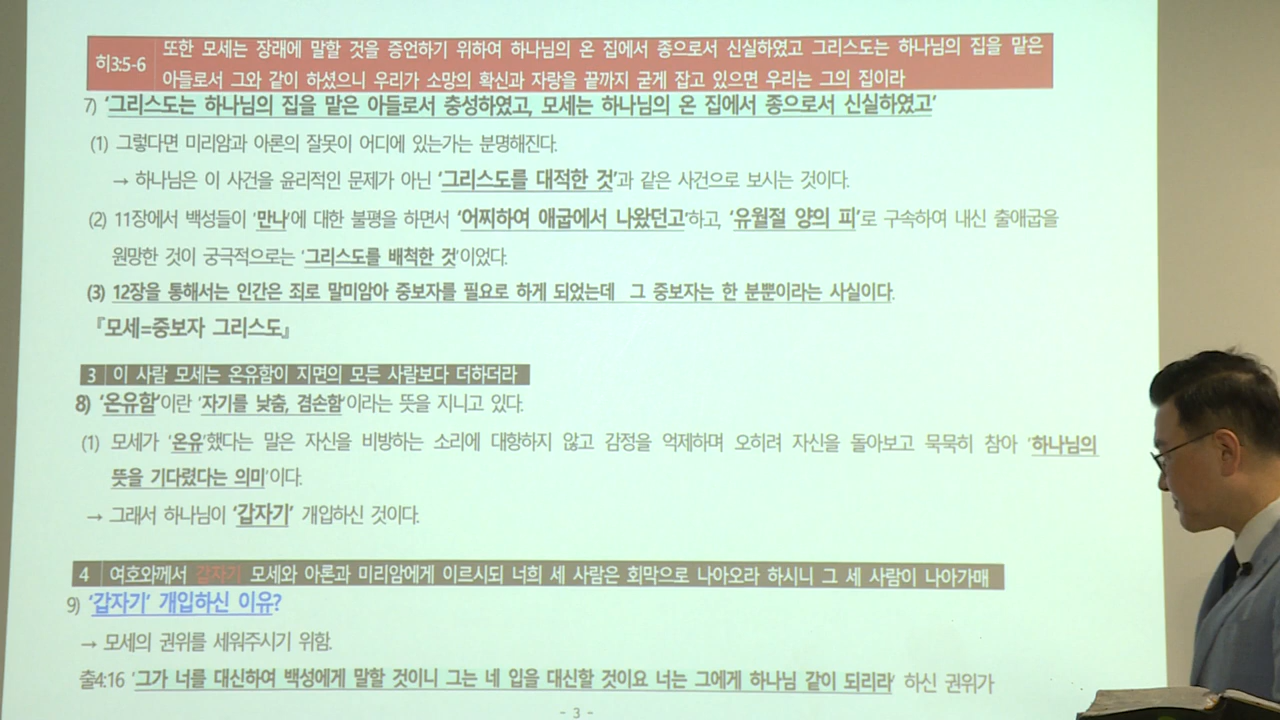 히3:5-6 또한 모세는 장래에 말할 것을 증언하기 위하여 하나님의 온 집에서 종으로서 신실하였고 그리스도는 하나님의 집을 맡은
아들로서 그와 같이 하셨으니 우리가 소망의 확신과 자랑을 끝까지 굳게 잡고 있으면 우리는 그의 집이라
7) ‘그리스도는 하나님의 집을 맡은 아들로서 충성하였고, 모세는 하나님의 온 집에서 종으로서 신실하였고’
(1) 그렇다면 미리암과 아론의 잘못이 어디에 있는가는 분명해진다.
→ 하나님은 이 사건을 윤리적인 문제가 아닌 ‘그리스도를 대적한 것’과 같은 사건으로 보시는 것이다.
(2) 11장에서 백성들이 ‘만나’에 대한 불평을 하면서 ‘어찌하여 애굽에서 나왔던고’하고, ‘유월절 양의 피’로 구속하여 내신 출애굽을
원망한 것이 궁극적으로는 ‘그리스도를 배척한 것’이었다.
(3) 12장을 통해서는 인간은 죄로 말미암아 중보자를 필요로 하게 되었는데 그 중보자는 한 분뿐이라는 사실이다.
『모세=중보자 그리스도』
3 이 사람 모세는 온유함이 지면의 모든 사람보다 더하더라
8) ‘온유함’이란 ‘자기를 낮춤, 겸손함’이라는 뜻을 지니고 있다.
(1) 모세가 ‘온유’했다는 말은 자신을 비방하는 소리에 대항하지 않고 감정을 억제하며 오히려 자신을 돌아보고 묵묵히 참아 ‘하나님의
뜻을 기다렸다는 의미’이다.
→ 그래서 하나님이 ‘갑자기’ 개입하신 것이다.
4 여호와께서 갑자기 모세와 아론과 미리암에게 이르시되 너희 세 사람은 회막으로 나아오라 하시니 그 세 사람이 나아가매
9) ‘갑자기’ 개입하신 이유?
→ 모세의 권위를 세워주시기 위함.
출4:16 ‘그가 너를 대신하여 백성에게 말할 것이니 그는 네 입을 대신할 것이요 너는 그에게 하나님 같이 되리라’ 하신 권위가
- 3 -